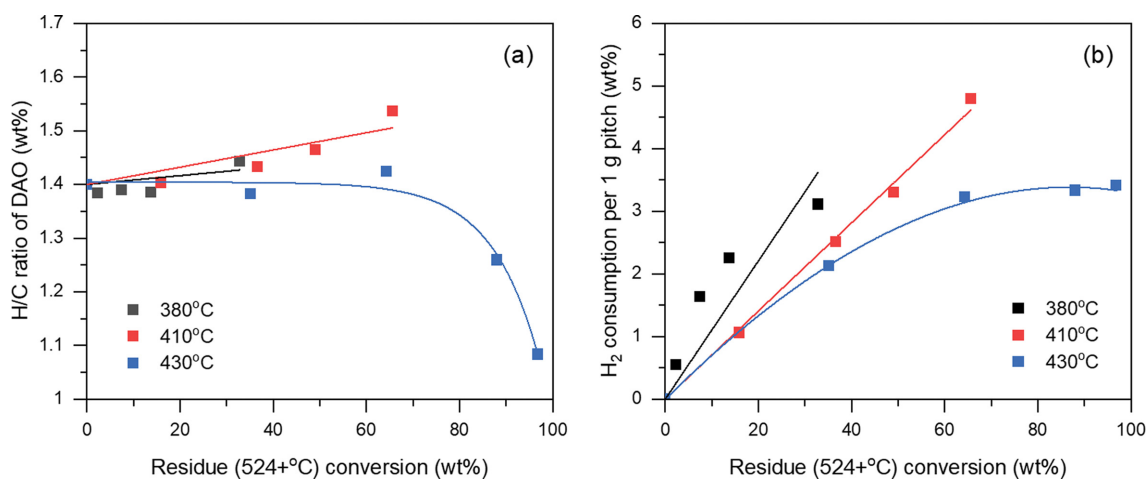 (a)
H/C ratio of DAO (wt%)
1.7
1.6
1.5
1.4
1.3
1.2
1.1
1
380°C
410°C
430°C
0
20
40
60
80
100
Residue (524+°C) conversion (wt%)
(b)
H₂ consumption per 1 g pitch (wt%)
6
5
4
3
2
1
0
380°C
410°C
430°C
0
20
40
60
80
100
Residue (524+°C) conversion (wt%)